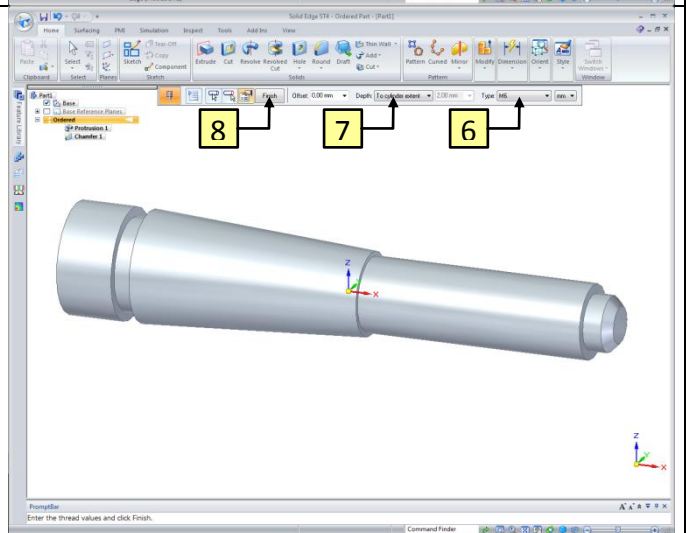 Solid Edge ST4 - Ordered Part - [Part1]
Home Surfacing PMI Simulation Inspect Tools Add Ins View
Tear-Off
Copy
Component
Thin Wall
Add
Cut
Paste Select Sketch Extrude Cut Revolve Revolved Cut Hole Round Draft Pattern Curved Mirror Modify Dimension Orient Style Switch Windows
Clipboard Select Planes Sketch Solids Pattern Window
Finish Offset: 0,00 mm Depth: To cylinder extent 2,00 mm Type: M6 mm
Part1
Base
Base Reference Planes
Ordered
Protrusion 1
Chamfer 1
Feature Library
8 7 6
Z
X
Z
Y
X
PromptBar
Enter the thread values and click Finish.
Command Finder